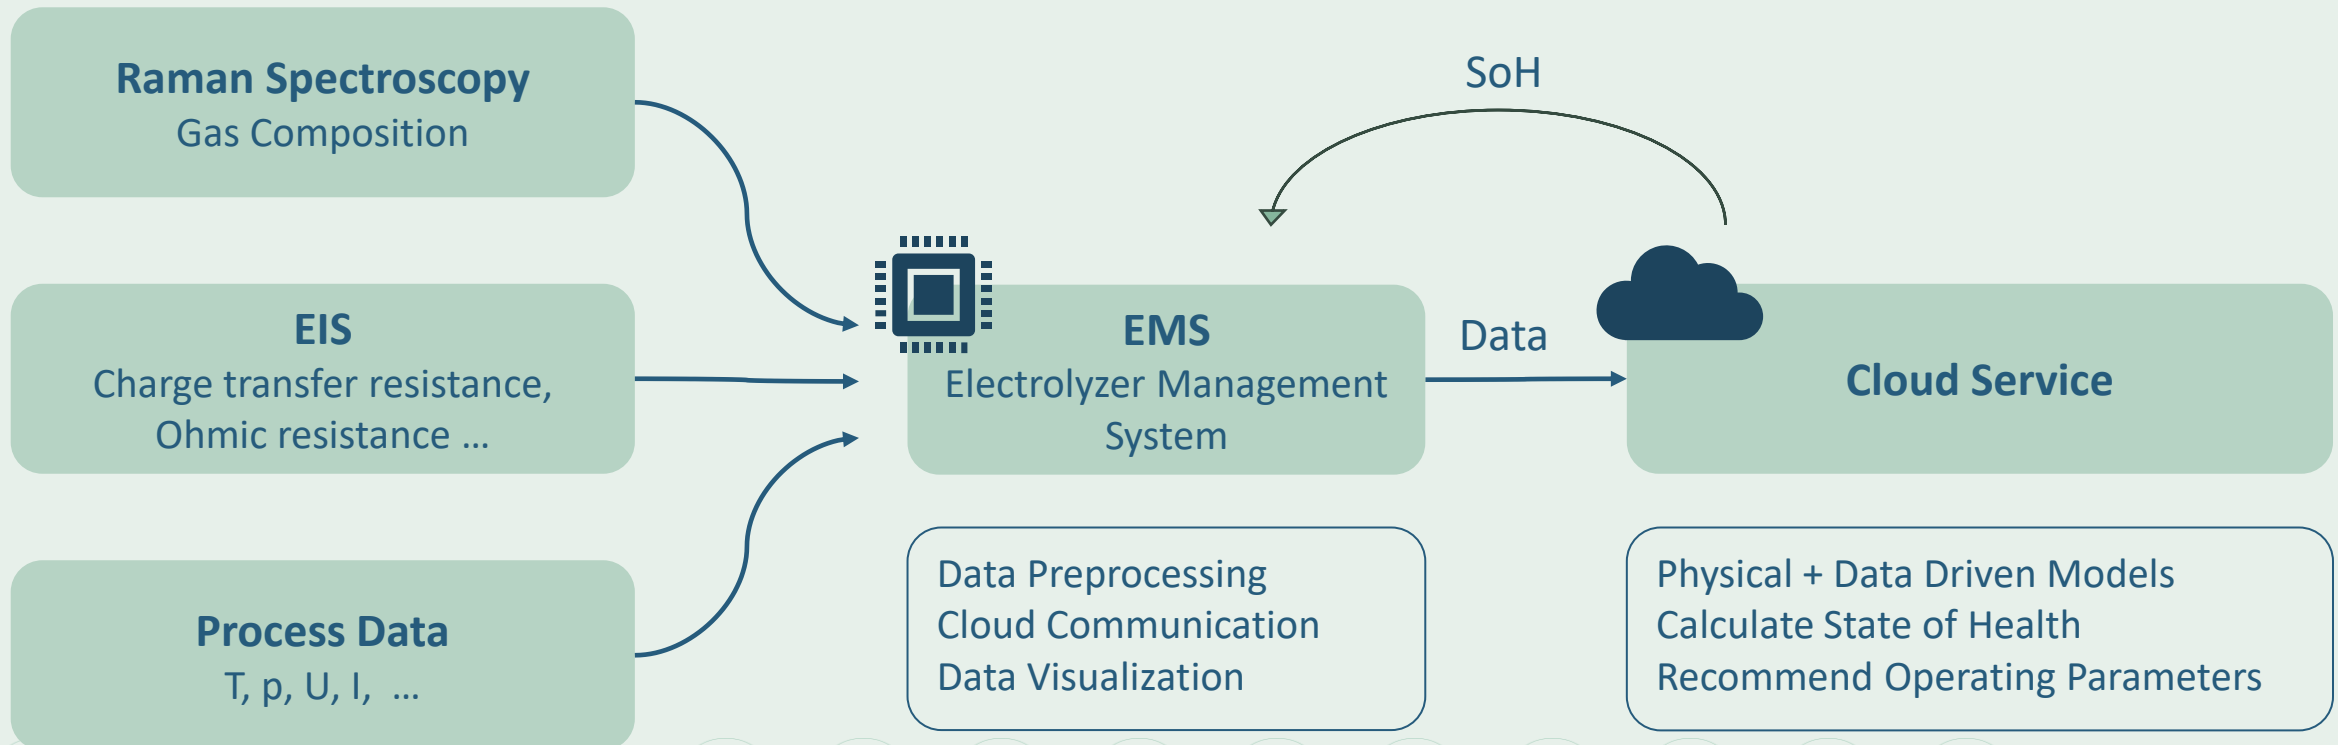 Raman Spectroscopy
Gas Composition
EIS
Charge transfer resistance,
Ohmic resistance ...
Process Data
T, p, U, I,  ...
SoH
EMS
Electrolyzer Management
System
Data
Cloud Service
Data Preprocessing
Cloud Communication
Data Visualization
Physical + Data Driven Models
Calculate State of Health
Recommend Operating Parameters